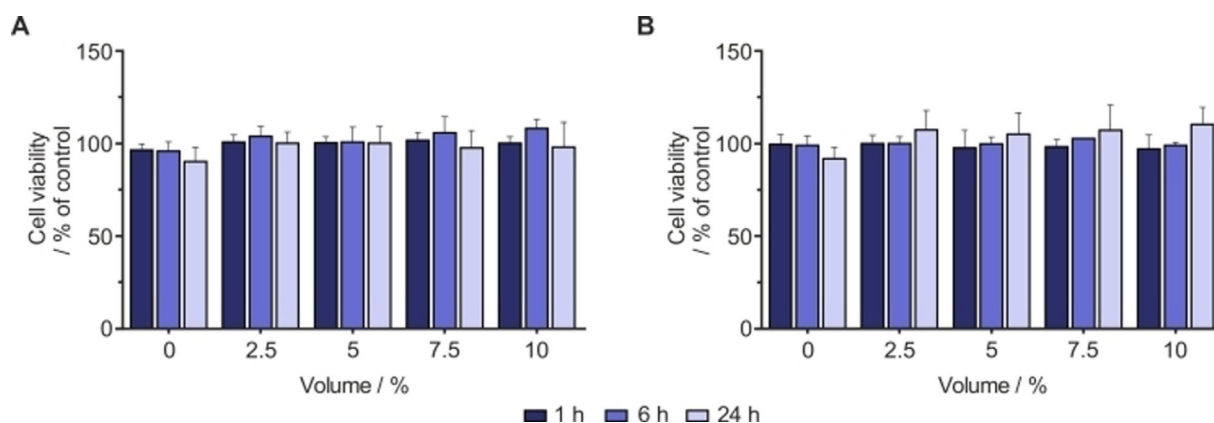 A
150
100
50
0
Cell viability
/ % of control
0 2.5 5 7.5 10
Volume / %
B
150
100
50
0
Cell viability
/ % of control
0 2.5 5 7.5 10
Volume / %
1 h 6 h 24 h